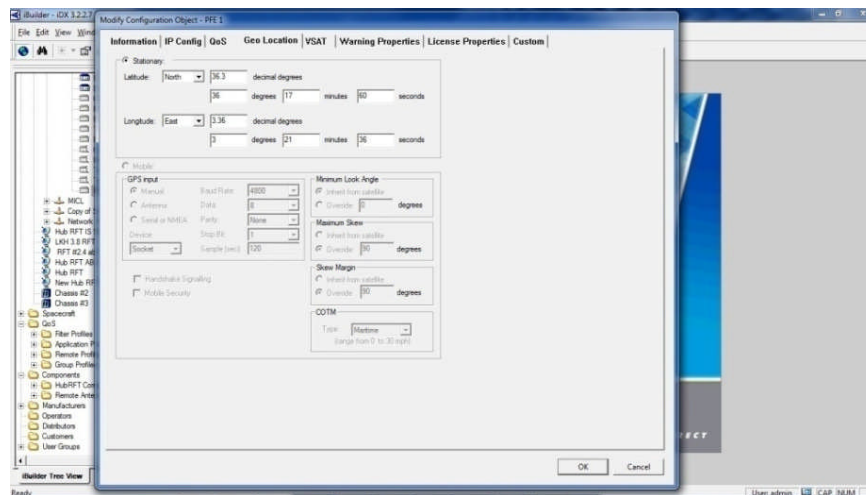 iBuilder - iDX 3.2.2.7
Modify Configuration Object - PFE 1
File Edit View Wind
Information IP Config QoS Geo Location VSAT Warning Properties License Properties Custom
Stationary:
Latitude: North 36.3 decimal degrees
36 degrees 17 minutes 60 seconds
Longitude: East 3.36 decimal degrees
3 degrees 21 minutes 36 seconds
Mobile:
GPS input
Manual Baud Rate: 4800
Antenna Data: 8
Serial or NMEA Parity: None
Device: Stop Bit: 1
Socket Sample (sec): 120
Handshake Signalling
Mobile Security
Minimum Look Angle
Inherit from satellite
Override: 0 degrees
Maximum Skew
Inherit from satellite
Override: 90 degrees
Skew Margin
Inherit from satellite
Override: 90 degrees
COTM
Type: Maritime
(range from 0 to 30 mph)
MICL
Copy of
Network
Hub RFT IS
LKH 3.8 RFT
RFT #2.4
Hub RFT AB
Hub RFT
New Hub RF
Chassis #2
Chassis #3
Spacecraft
QoS
Filter Profiles
Application P
Remote Profi
Group Profile
Components
HubRFT Com
Remote Ante
Manufacturers
Operators
Distributors
Customers
User Groups
iBuilder Tree View
RECT
OK Cancel
Ready
User: admin CAP NUM